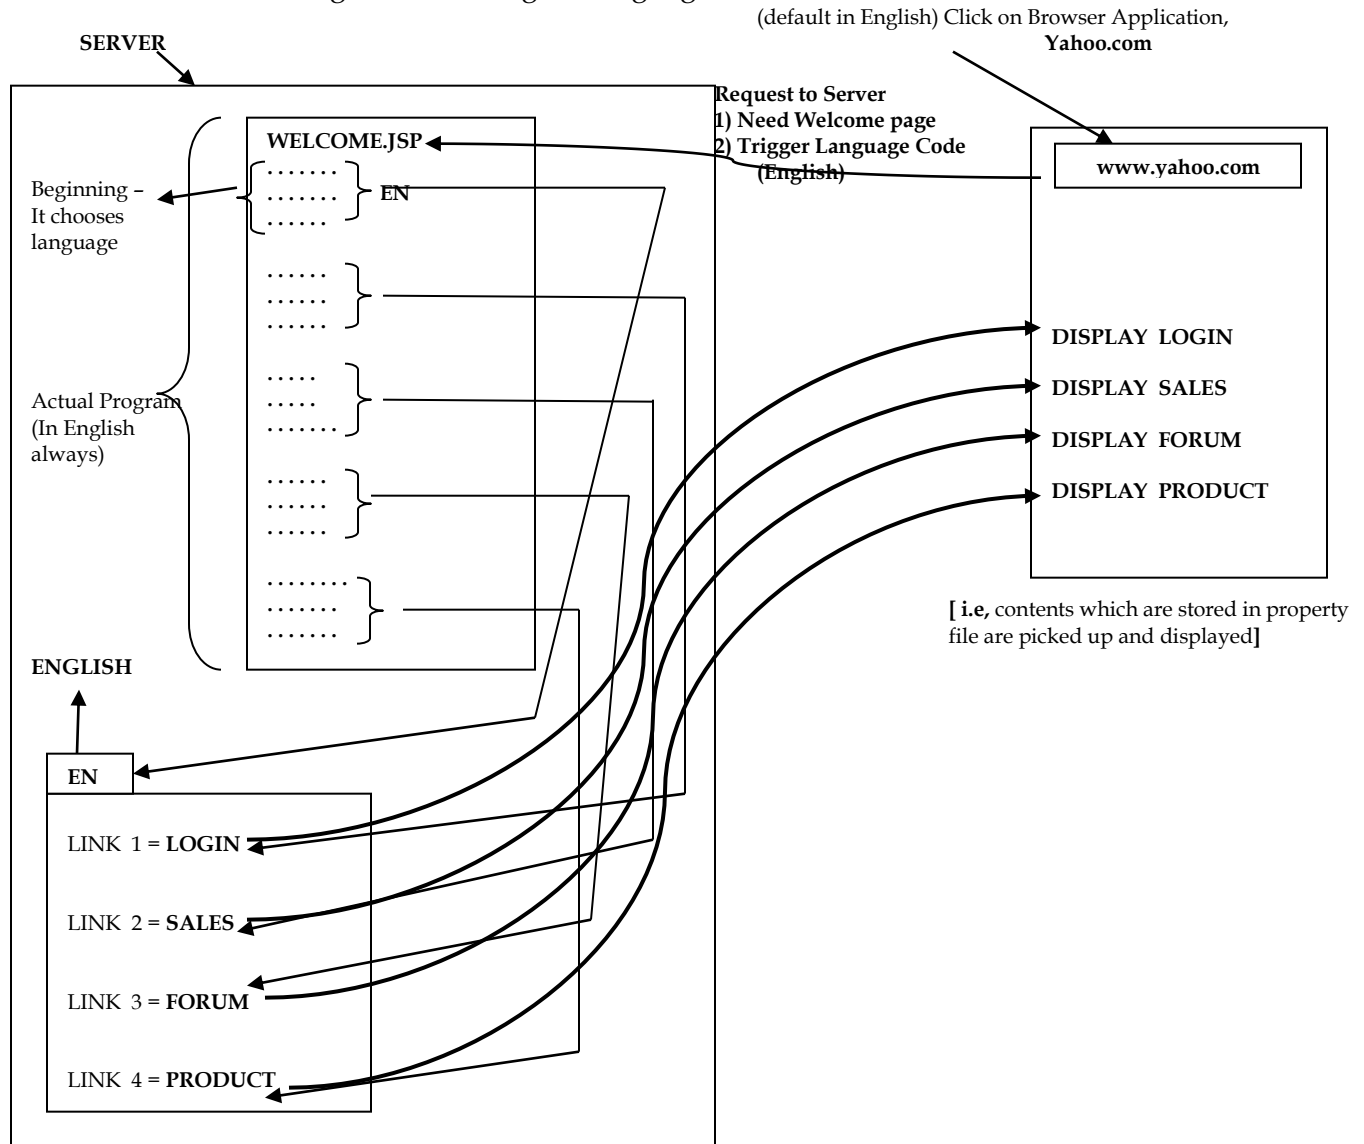 (default in English) Click on Browser Application,
Yahoo.com
SERVER
Request to Server
1) Need Welcome page
2) Trigger Language Code
(English)
www.yahoo.com
WELCOME.JSP
. . . . . . .
. . . . . . .
. . . . . .
EN
Beginning –
It chooses
language
. . . . . .
. . . . . .
. . . . . .
. . . . .
. . . . .
. . . . . . .
Actual Program
(In English
always)
. . . . . .
. . . . . .
. . . . . .
. . . . . . . .
. . . . . . .
. . . . . . .
DISPLAY LOGIN
DISPLAY SALES
DISPLAY FORUM
DISPLAY PRODUCT
[ i.e, contents which are stored in property
file are picked up and displayed]
ENGLISH
EN
LINK 1 = LOGIN
LINK 2 = SALES
LINK 3 = FORUM
LINK 4 = PRODUCT